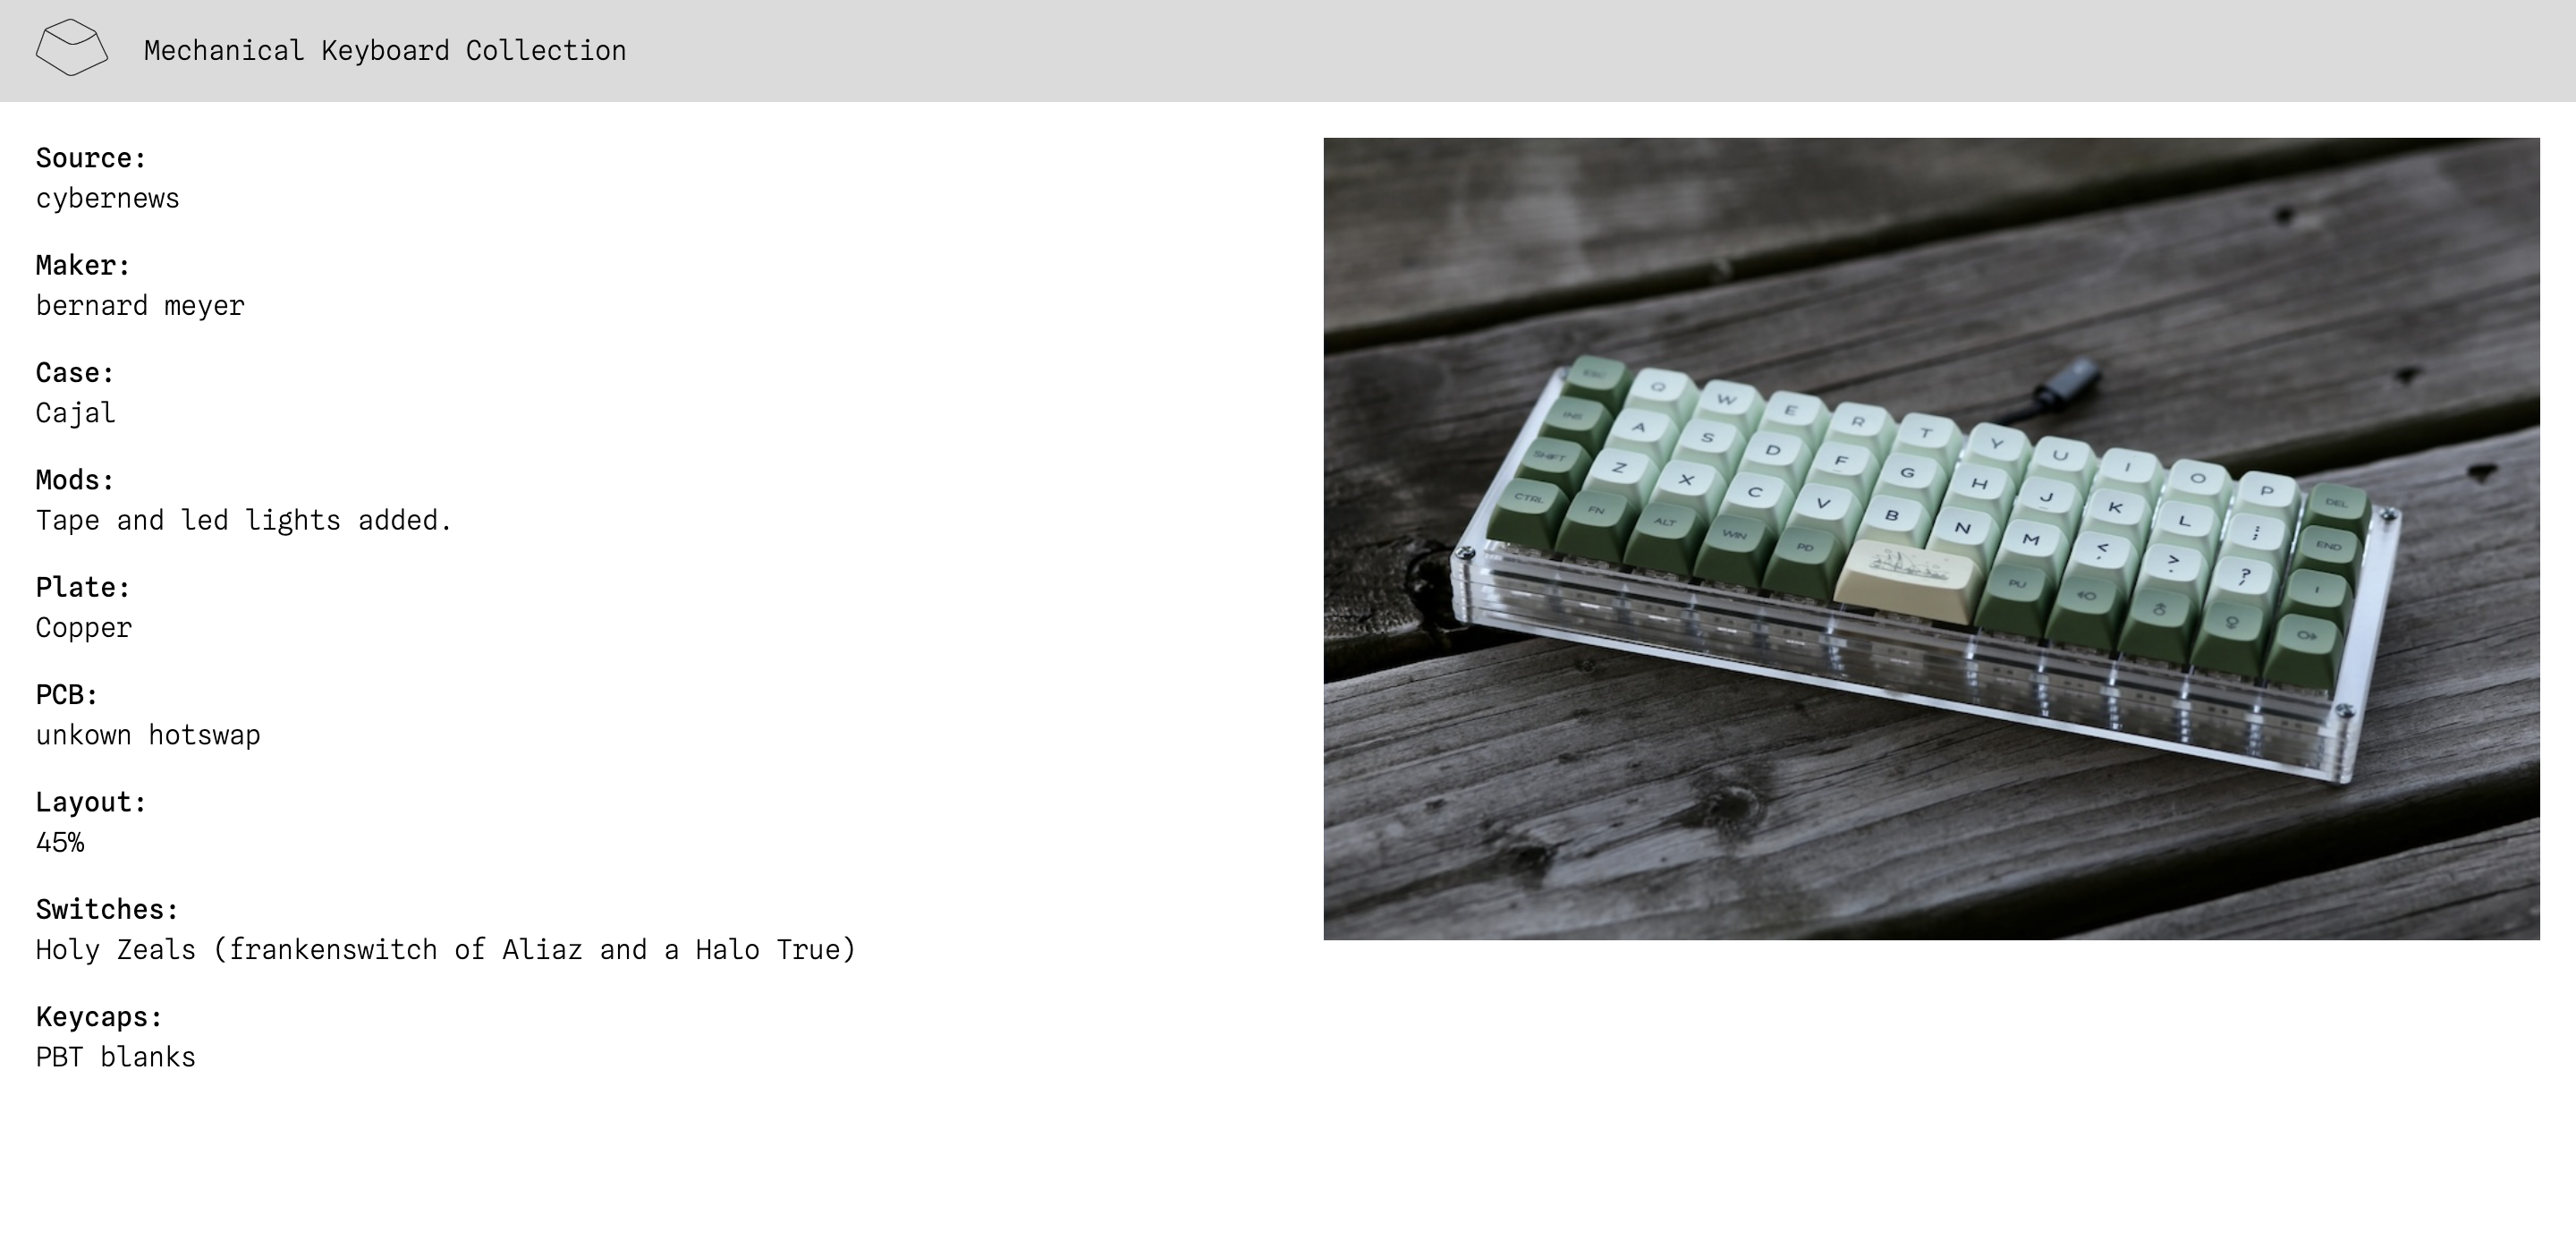 Mechanical Keyboard Collection
Source:
cybernews
Maker:
bernard meyer
Case:
Cajal
Mods:
Tape and led lights added.
Plate:
Copper
PCB:
unkown hotswap
Layout:
45%
Switches:
Holy Zeals (frankenswitch of Aliaz and a Halo True)
Keycaps:
PBT blanks
ESC Q W E R T Y U I O P DEL
INS A S D F G H J K L ; : END
SHIFT Z X C V B N M < , > . ? / I
CTRL FN ALT WIN PD PU